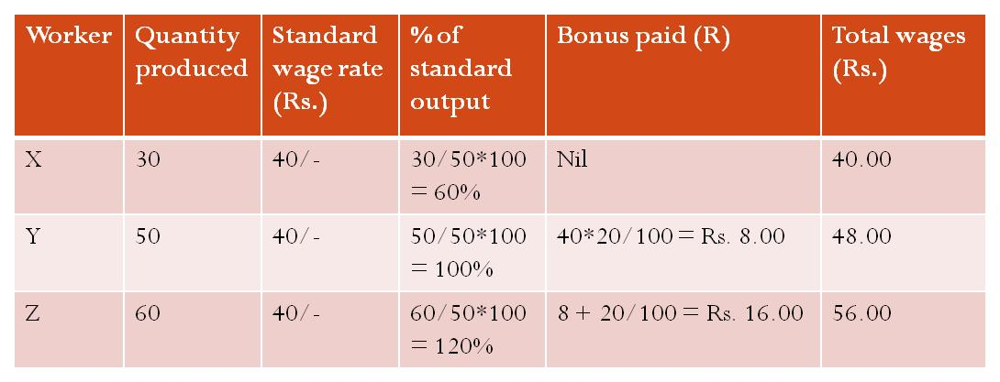 Worker Quantity produced Standard wage rate (Rs.) % of standard output Bonus paid (R) Total wages (Rs.)
X 30 40/- 30/50*100 = 60% Nil 40.00
Y 50 40/- 50/50*100 = 100% 40*20/100 = Rs. 8.00 48.00
Z 60 40/- 60/50*100 = 120% 8 + 20/100 = Rs. 16.00 56.00